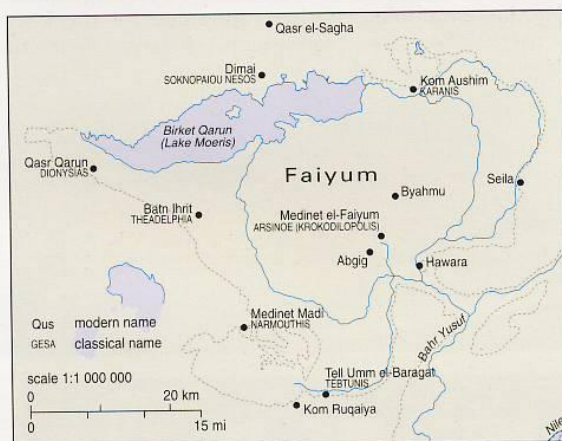 Qasr el-Sagha
Dimai
SOKNOPAIOU NESOS
Kom Aushim
KARANIS
Birket Qarun
(Lake Moeris)
Qasr Qarun
DIONYSIAS
Faiyum
Seila
Byahmu
Batn Ihrit
THEADELPHIA
Medinet el-Faiyum
ARSINOE (KROKODILOPOLIS)
Abgig
Hawara
Medinet Madi
NARMOUTHIS
Qus modern name
GESA classical name
Bahr Yusuf
scale 1:1 000 000
Tell Umm el-Baragat
TEBTUNIS
0 20 km
Kom Ruqaiya
0 15 mi
Nile